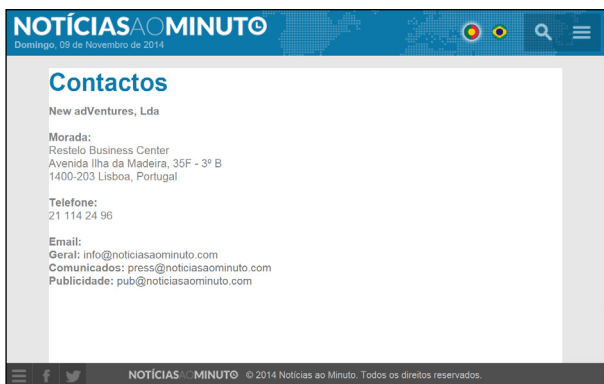 NOTÍCIASAOMINUTO
Domingo, 09 de Novembro de 2014
Contactos
New adVentures, Lda
Morada:
Restelo Business Center
Avenida Ilha da Madeira, 35F - 3º B
1400-203 Lisboa, Portugal
Telefone:
21 114 24 96
Email:
Geral: info@noticiasaominuto.com
Comunicados: press@noticiasaominuto.com
Publicidade: pub@noticiasaominuto.com
NOTÍCIASAOMINUTO © 2014 Notícias ao Minuto. Todos os direitos reservados.